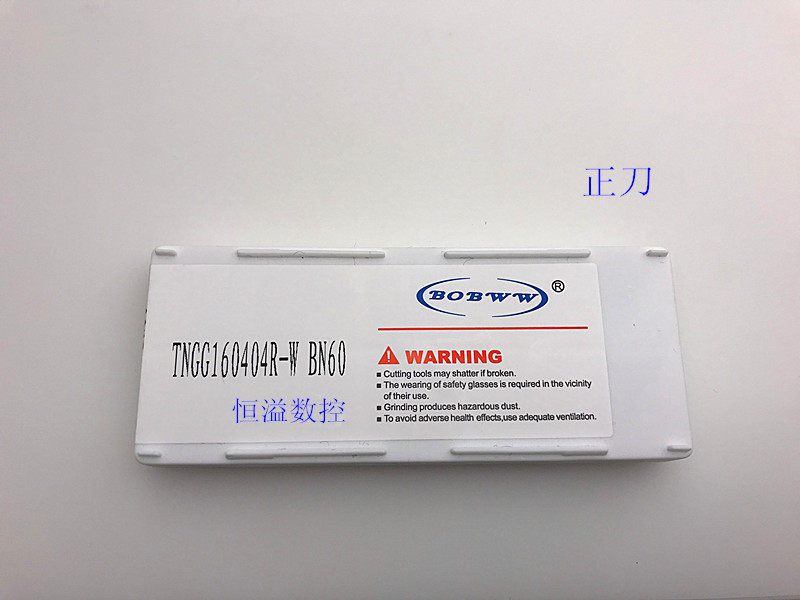 正刀
BOBWW®
TNGG160404R-W BN60
恒溢数控
WARNING
■ Cutting tools may shatter if broken.
■ The wearing of safety glasses is required in the vicinity
of their use.
■ Grinding produces hazardous dust.
■ To avoid adverse health effects,use adequate ventilation.